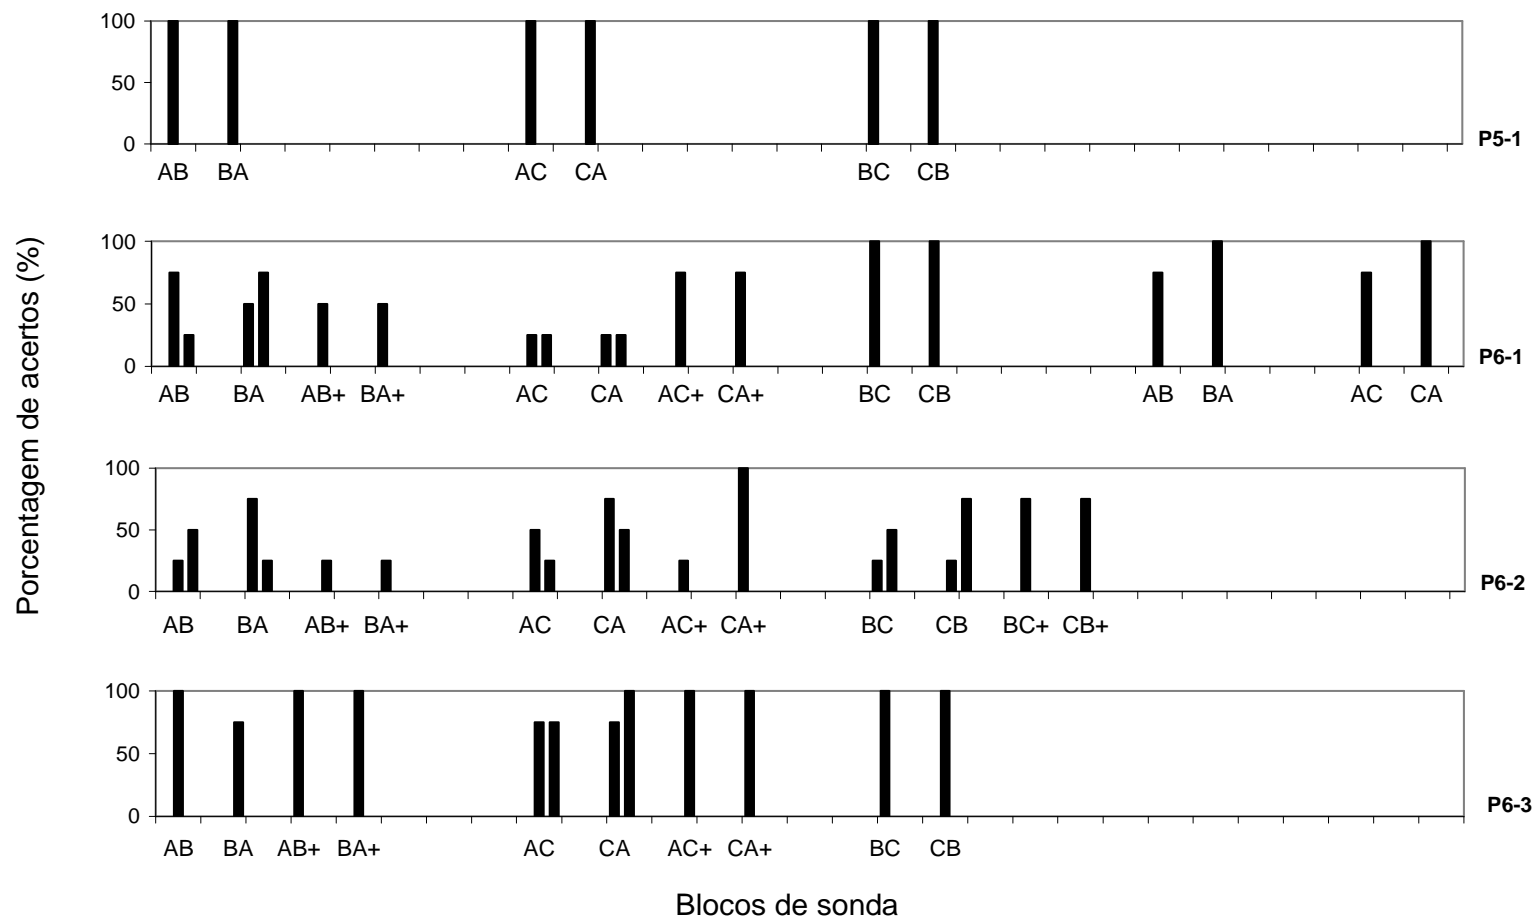 100
50
0
P5-1
AB BA AC CA BC CB
Porcentagem de acertos (%)
100
50
0
P6-1
AB BA AB+ BA+ AC CA AC+ CA+ BC CB AB BA AC CA
100
50
0
P6-2
AB BA AB+ BA+ AC CA AC+ CA+ BC CB BC+ CB+
100
50
0
P6-3
AB BA AB+ BA+ AC CA AC+ CA+ BC CB
Blocos de sonda